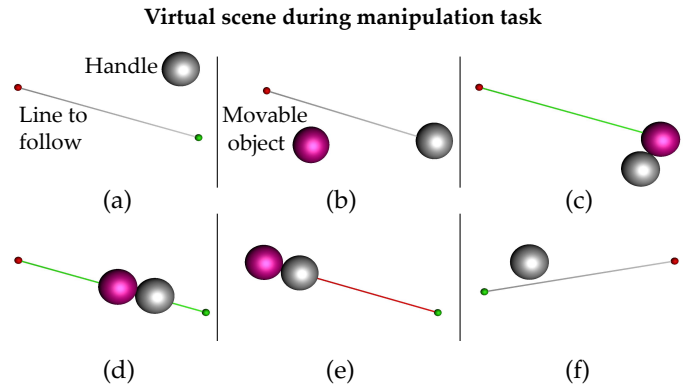 Virtual scene during manipulation task
Handle
Line to
follow
(a)
Movable
object
(b)
(c)
(d)
(e)
(f)